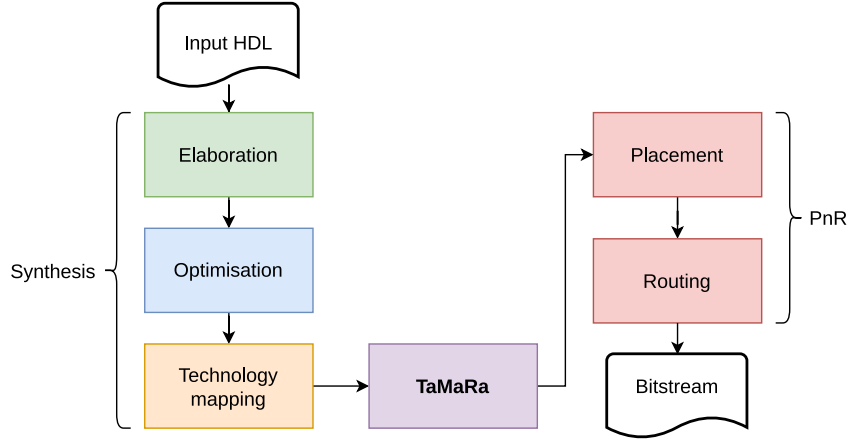 Input HDL
Elaboration
Optimisation
Synthesis
Technology
mapping
TaMaRa
Placement
PnR
Routing
Bitstream